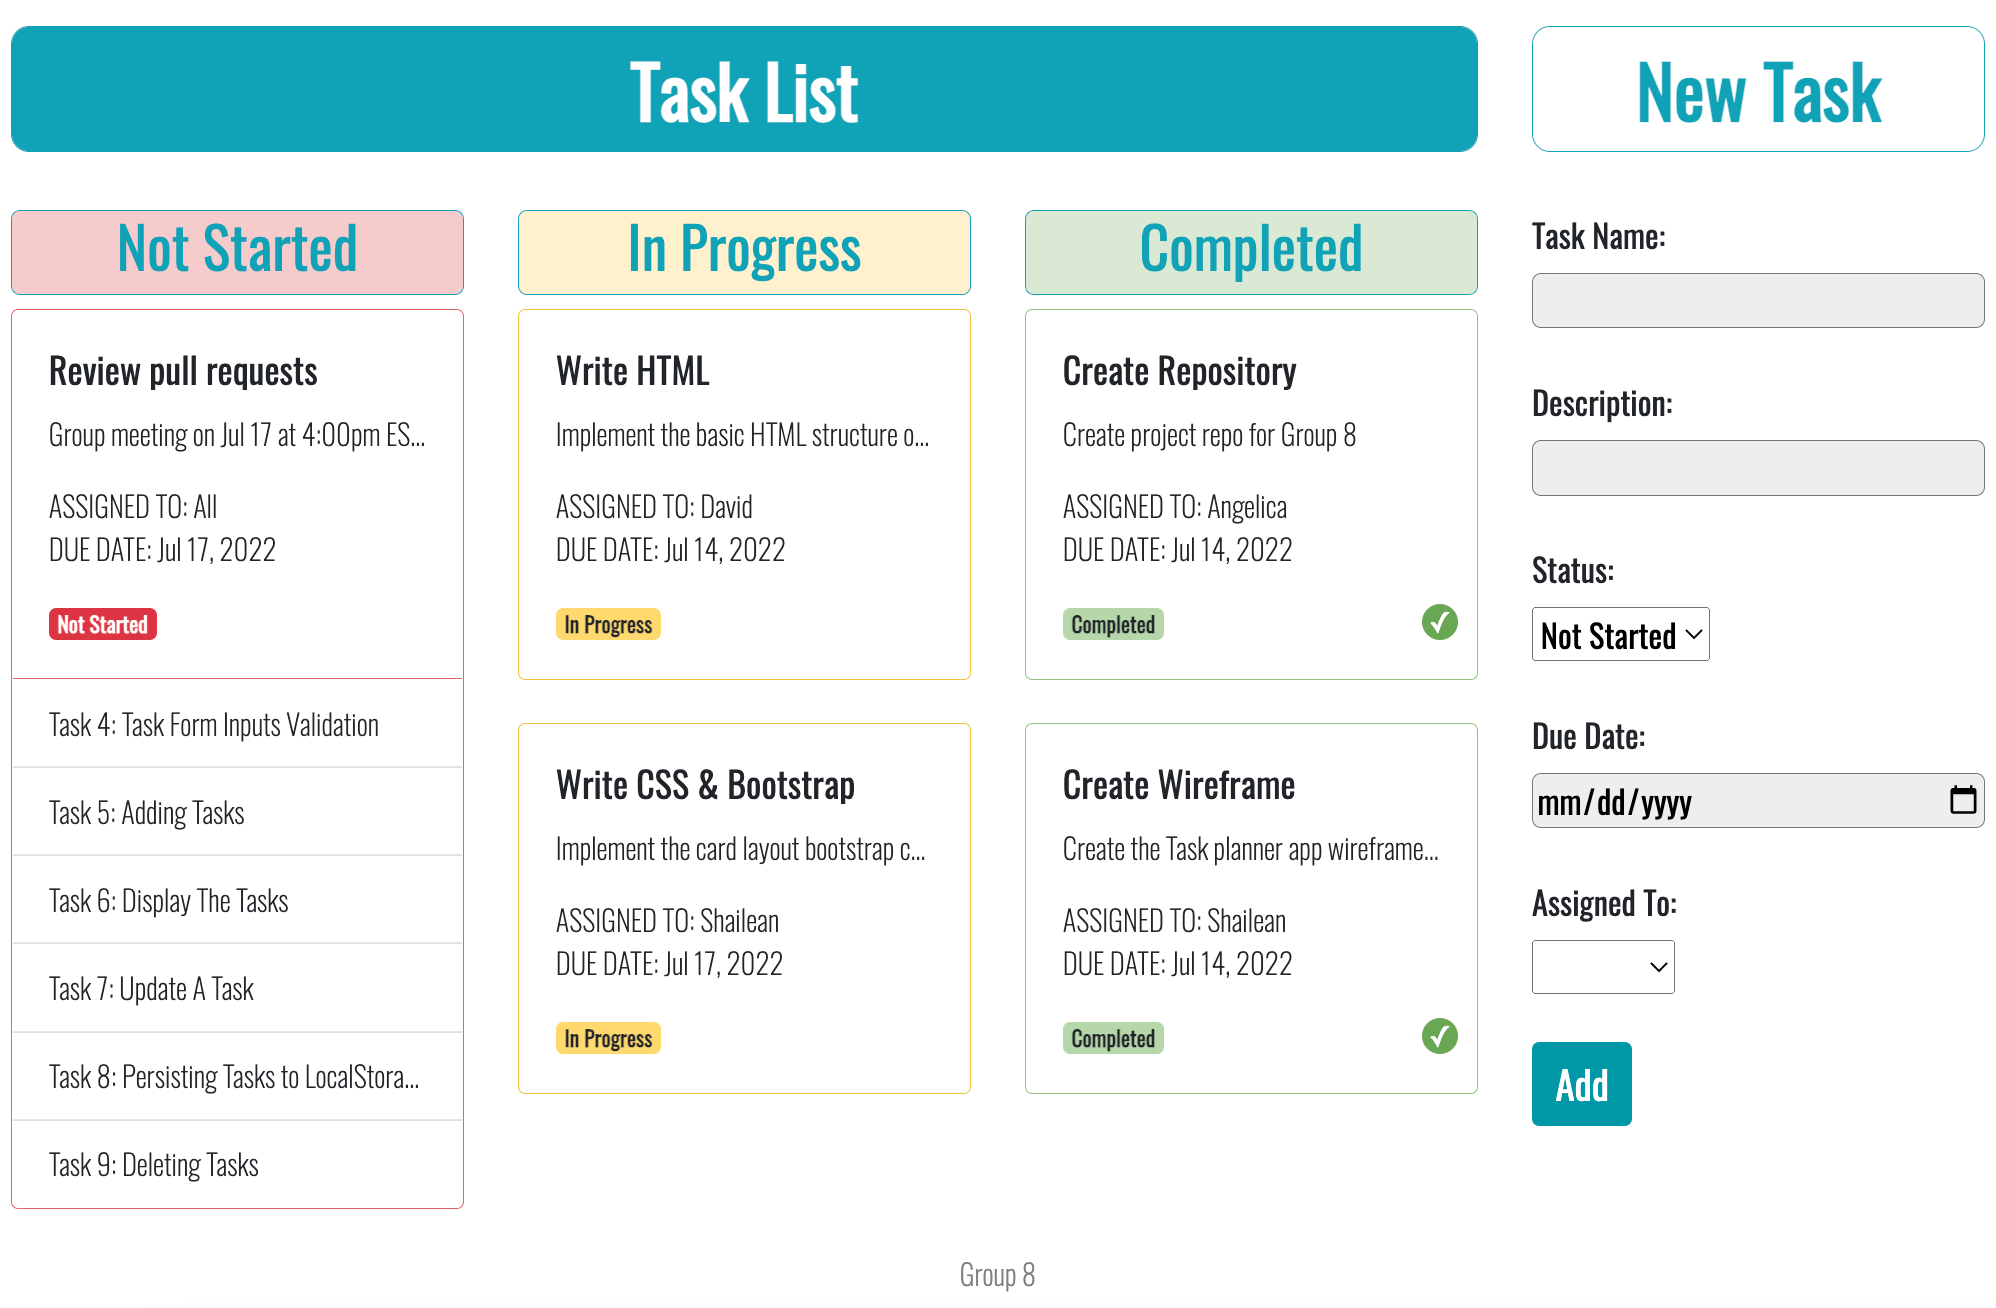 Task List
New Task
Not Started
Review pull requests
Group meeting on Jul 17 at 4:00pm ES...
ASSIGNED TO: All
DUE DATE: Jul 17, 2022
Not Started
Task 4: Task Form Inputs Validation
Task 5: Adding Tasks
Task 6: Display The Tasks
Task 7: Update A Task
Task 8: Persisting Tasks to LocalStora...
Task 9: Deleting Tasks
In Progress
Write HTML
Implement the basic HTML structure o...
ASSIGNED TO: David
DUE DATE: Jul 14, 2022
In Progress
Write CSS & Bootstrap
Implement the card layout bootstrap c...
ASSIGNED TO: Shailean
DUE DATE: Jul 17, 2022
In Progress
Completed
Create Repository
Create project repo for Group 8
ASSIGNED TO: Angelica
DUE DATE: Jul 14, 2022
Completed
Create Wireframe
Create the Task planner app wireframe...
ASSIGNED TO: Shailean
DUE DATE: Jul 14, 2022
Completed
Task Name:
Description:
Status:
Not Started
Due Date:
mm/dd/yyyy
Assigned To:
Add
Group 8